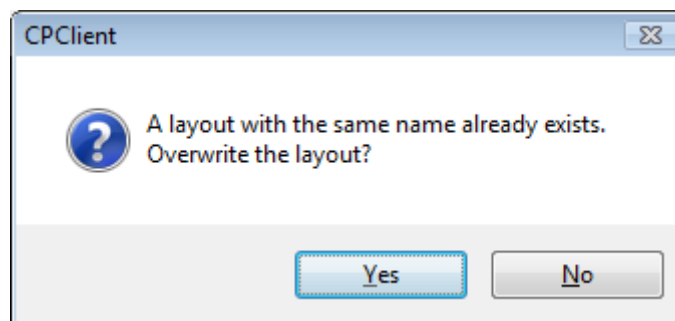 CPClient
A layout with the same name already exists.
Overwrite the layout?
Yes
No